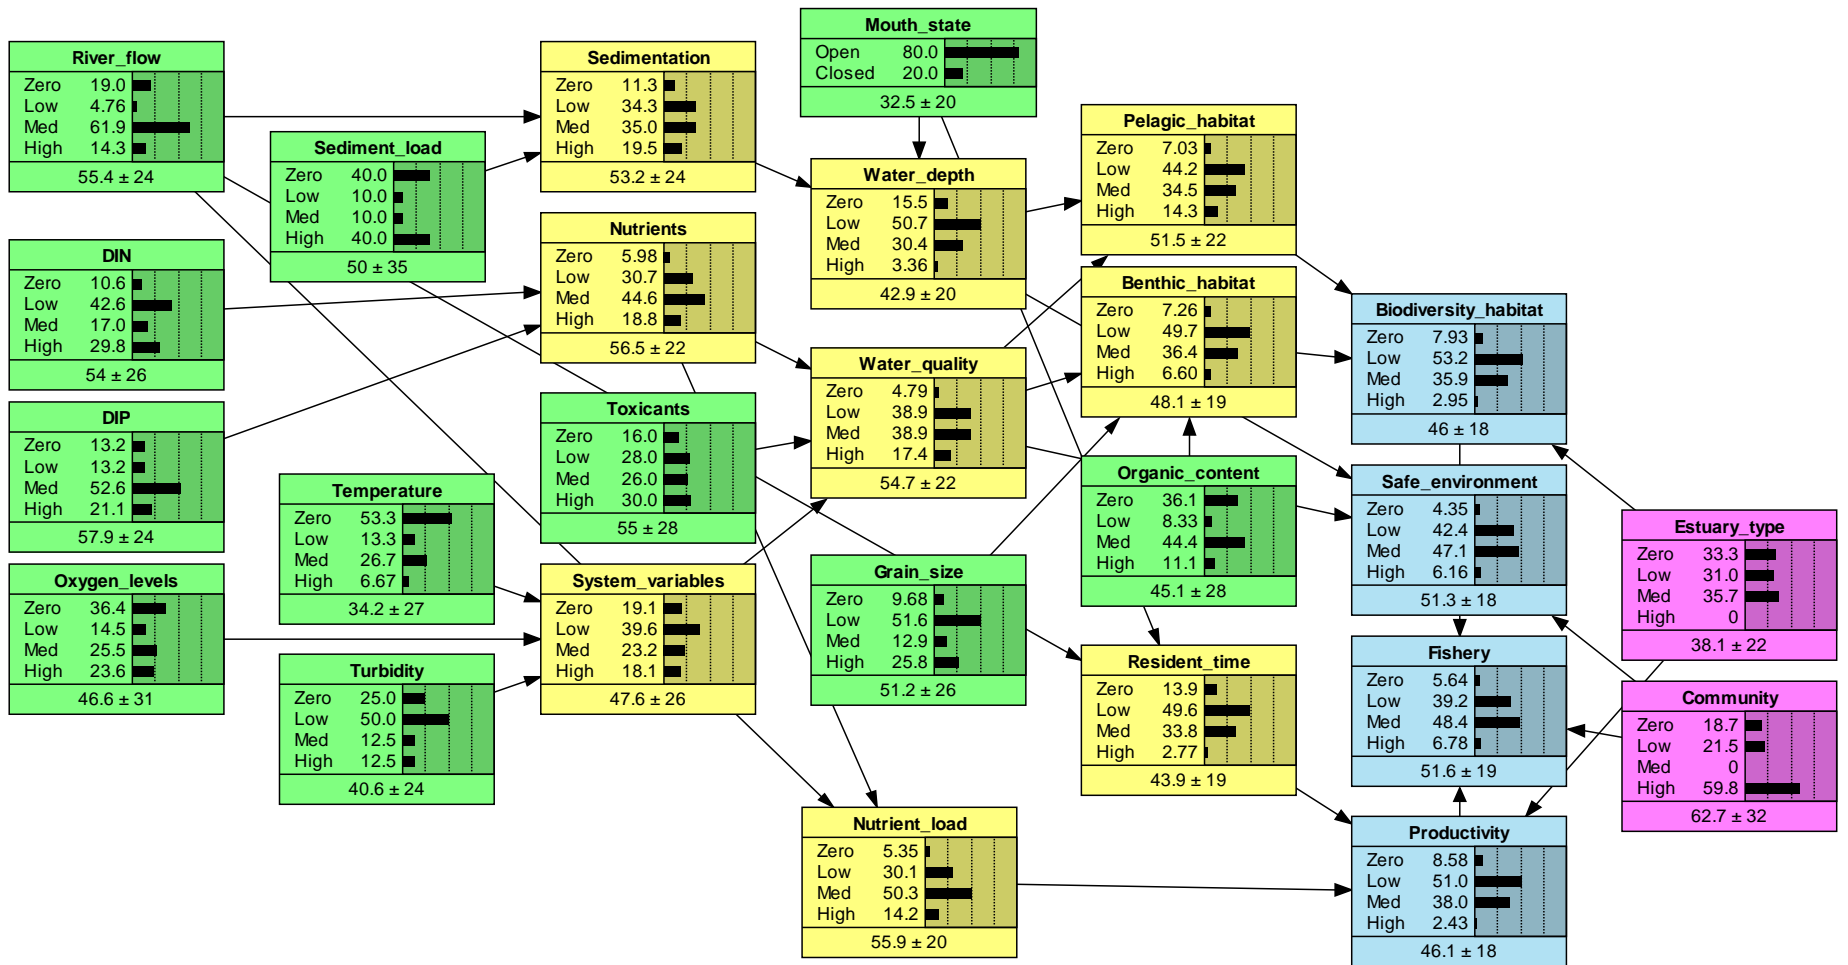 River_flow
Zero 19.0
Low 4.76
Med 61.9
High 14.3
55.4 ± 24
Sediment_load
Zero 40.0
Low 10.0
Med 10.0
High 40.0
50 ± 35
DIN
Zero 10.6
Low 42.6
Med 17.0
High 29.8
54 ± 26
DIP
Zero 13.2
Low 13.2
Med 52.6
High 21.1
57.9 ± 24
Temperature
Zero 53.3
Low 13.3
Med 26.7
High 6.67
34.2 ± 27
Oxygen_levels
Zero 36.4
Low 14.5
Med 25.5
High 23.6
46.6 ± 31
Turbidity
Zero 25.0
Low 50.0
Med 12.5
High 12.5
40.6 ± 24
Sedimentation
Zero 11.3
Low 34.3
Med 35.0
High 19.5
53.2 ± 24
Nutrients
Zero 5.98
Low 30.7
Med 44.6
High 18.8
56.5 ± 22
Toxicants
Zero 16.0
Low 28.0
Med 26.0
High 30.0
55 ± 28
System_variables
Zero 19.1
Low 39.6
Med 23.2
High 18.1
47.6 ± 26
Mouth_state
Open 80.0
Closed 20.0
32.5 ± 20
Water_depth
Zero 15.5
Low 50.7
Med 30.4
High 3.36
42.9 ± 20
Water_quality
Zero 4.79
Low 38.9
Med 38.9
High 17.4
54.7 ± 22
Grain_size
Zero 9.68
Low 51.6
Med 12.9
High 25.8
51.2 ± 26
Nutrient_load
Zero 5.35
Low 30.1
Med 50.3
High 14.2
55.9 ± 20
Pelagic_habitat
Zero 7.03
Low 44.2
Med 34.5
High 14.3
51.5 ± 22
Benthic_habitat
Zero 7.26
Low 49.7
Med 36.4
High 6.60
48.1 ± 19
Organic_content
Zero 36.1
Low 8.33
Med 44.4
High 11.1
45.1 ± 28
Resident_time
Zero 13.9
Low 49.6
Med 33.8
High 2.77
43.9 ± 19
Biodiversity_habitat
Zero 7.93
Low 53.2
Med 35.9
High 2.95
46 ± 18
Safe_environment
Zero 4.35
Low 42.4
Med 47.1
High 6.16
51.3 ± 18
Fishery
Zero 5.64
Low 39.2
Med 48.4
High 6.78
51.6 ± 19
Productivity
Zero 8.58
Low 51.0
Med 38.0
High 2.43
46.1 ± 18
Estuary_type
Zero 33.3
Low 31.0
Med 35.7
High 0
38.1 ± 22
Community
Zero 18.7
Low 21.5
Med 0
High 59.8
62.7 ± 32